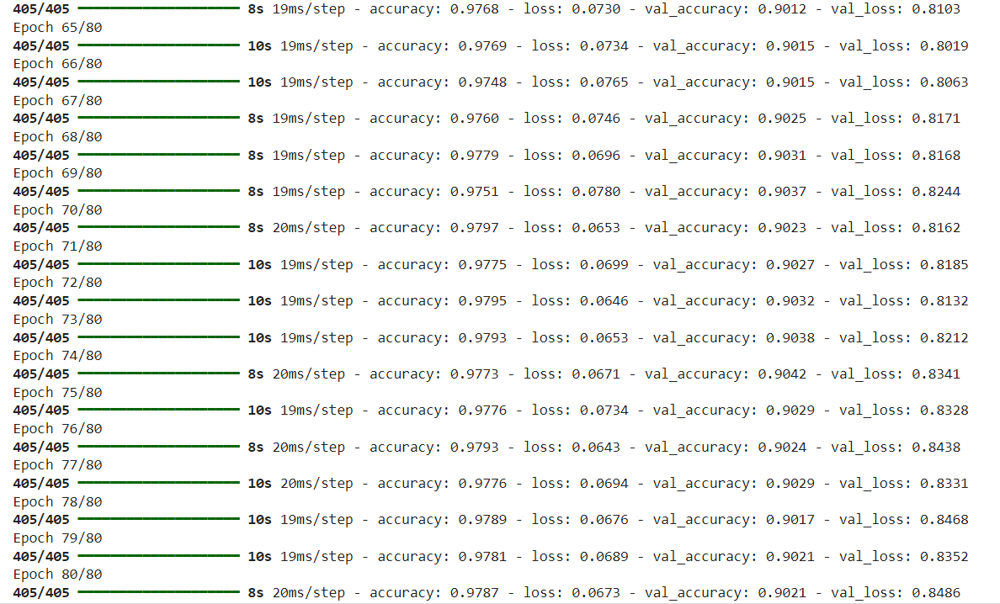 405/405 ━━━━━━━━━━━━━━━━━━━━ 8s 19ms/step - accuracy: 0.9768 - loss: 0.0730 - val_accuracy: 0.9012 - val_loss: 0.8103
Epoch 65/80
405/405 ━━━━━━━━━━━━━━━━━━━━ 10s 19ms/step - accuracy: 0.9769 - loss: 0.0734 - val_accuracy: 0.9015 - val_loss: 0.8019
Epoch 66/80
405/405 ━━━━━━━━━━━━━━━━━━━━ 10s 19ms/step - accuracy: 0.9748 - loss: 0.0765 - val_accuracy: 0.9015 - val_loss: 0.8063
Epoch 67/80
405/405 ━━━━━━━━━━━━━━━━━━━━ 8s 19ms/step - accuracy: 0.9760 - loss: 0.0746 - val_accuracy: 0.9025 - val_loss: 0.8171
Epoch 68/80
405/405 ━━━━━━━━━━━━━━━━━━━━ 8s 19ms/step - accuracy: 0.9779 - loss: 0.0696 - val_accuracy: 0.9031 - val_loss: 0.8168
Epoch 69/80
405/405 ━━━━━━━━━━━━━━━━━━━━ 8s 19ms/step - accuracy: 0.9751 - loss: 0.0780 - val_accuracy: 0.9037 - val_loss: 0.8244
Epoch 70/80
405/405 ━━━━━━━━━━━━━━━━━━━━ 8s 20ms/step - accuracy: 0.9797 - loss: 0.0653 - val_accuracy: 0.9023 - val_loss: 0.8162
Epoch 71/80
405/405 ━━━━━━━━━━━━━━━━━━━━ 10s 19ms/step - accuracy: 0.9775 - loss: 0.0699 - val_accuracy: 0.9027 - val_loss: 0.8185
Epoch 72/80
405/405 ━━━━━━━━━━━━━━━━━━━━ 10s 19ms/step - accuracy: 0.9795 - loss: 0.0646 - val_accuracy: 0.9032 - val_loss: 0.8132
Epoch 73/80
405/405 ━━━━━━━━━━━━━━━━━━━━ 10s 19ms/step - accuracy: 0.9793 - loss: 0.0653 - val_accuracy: 0.9038 - val_loss: 0.8212
Epoch 74/80
405/405 ━━━━━━━━━━━━━━━━━━━━ 8s 20ms/step - accuracy: 0.9773 - loss: 0.0671 - val_accuracy: 0.9042 - val_loss: 0.8341
Epoch 75/80
405/405 ━━━━━━━━━━━━━━━━━━━━ 10s 19ms/step - accuracy: 0.9776 - loss: 0.0734 - val_accuracy: 0.9029 - val_loss: 0.8328
Epoch 76/80
405/405 ━━━━━━━━━━━━━━━━━━━━ 8s 20ms/step - accuracy: 0.9793 - loss: 0.0643 - val_accuracy: 0.9024 - val_loss: 0.8438
Epoch 77/80
405/405 ━━━━━━━━━━━━━━━━━━━━ 10s 20ms/step - accuracy: 0.9776 - loss: 0.0694 - val_accuracy: 0.9029 - val_loss: 0.8331
Epoch 78/80
405/405 ━━━━━━━━━━━━━━━━━━━━ 10s 19ms/step - accuracy: 0.9789 - loss: 0.0676 - val_accuracy: 0.9017 - val_loss: 0.8468
Epoch 79/80
405/405 ━━━━━━━━━━━━━━━━━━━━ 10s 19ms/step - accuracy: 0.9781 - loss: 0.0689 - val_accuracy: 0.9021 - val_loss: 0.8352
Epoch 80/80
405/405 ━━━━━━━━━━━━━━━━━━━━ 8s 20ms/step - accuracy: 0.9787 - loss: 0.0673 - val_accuracy: 0.9021 - val_loss: 0.8486